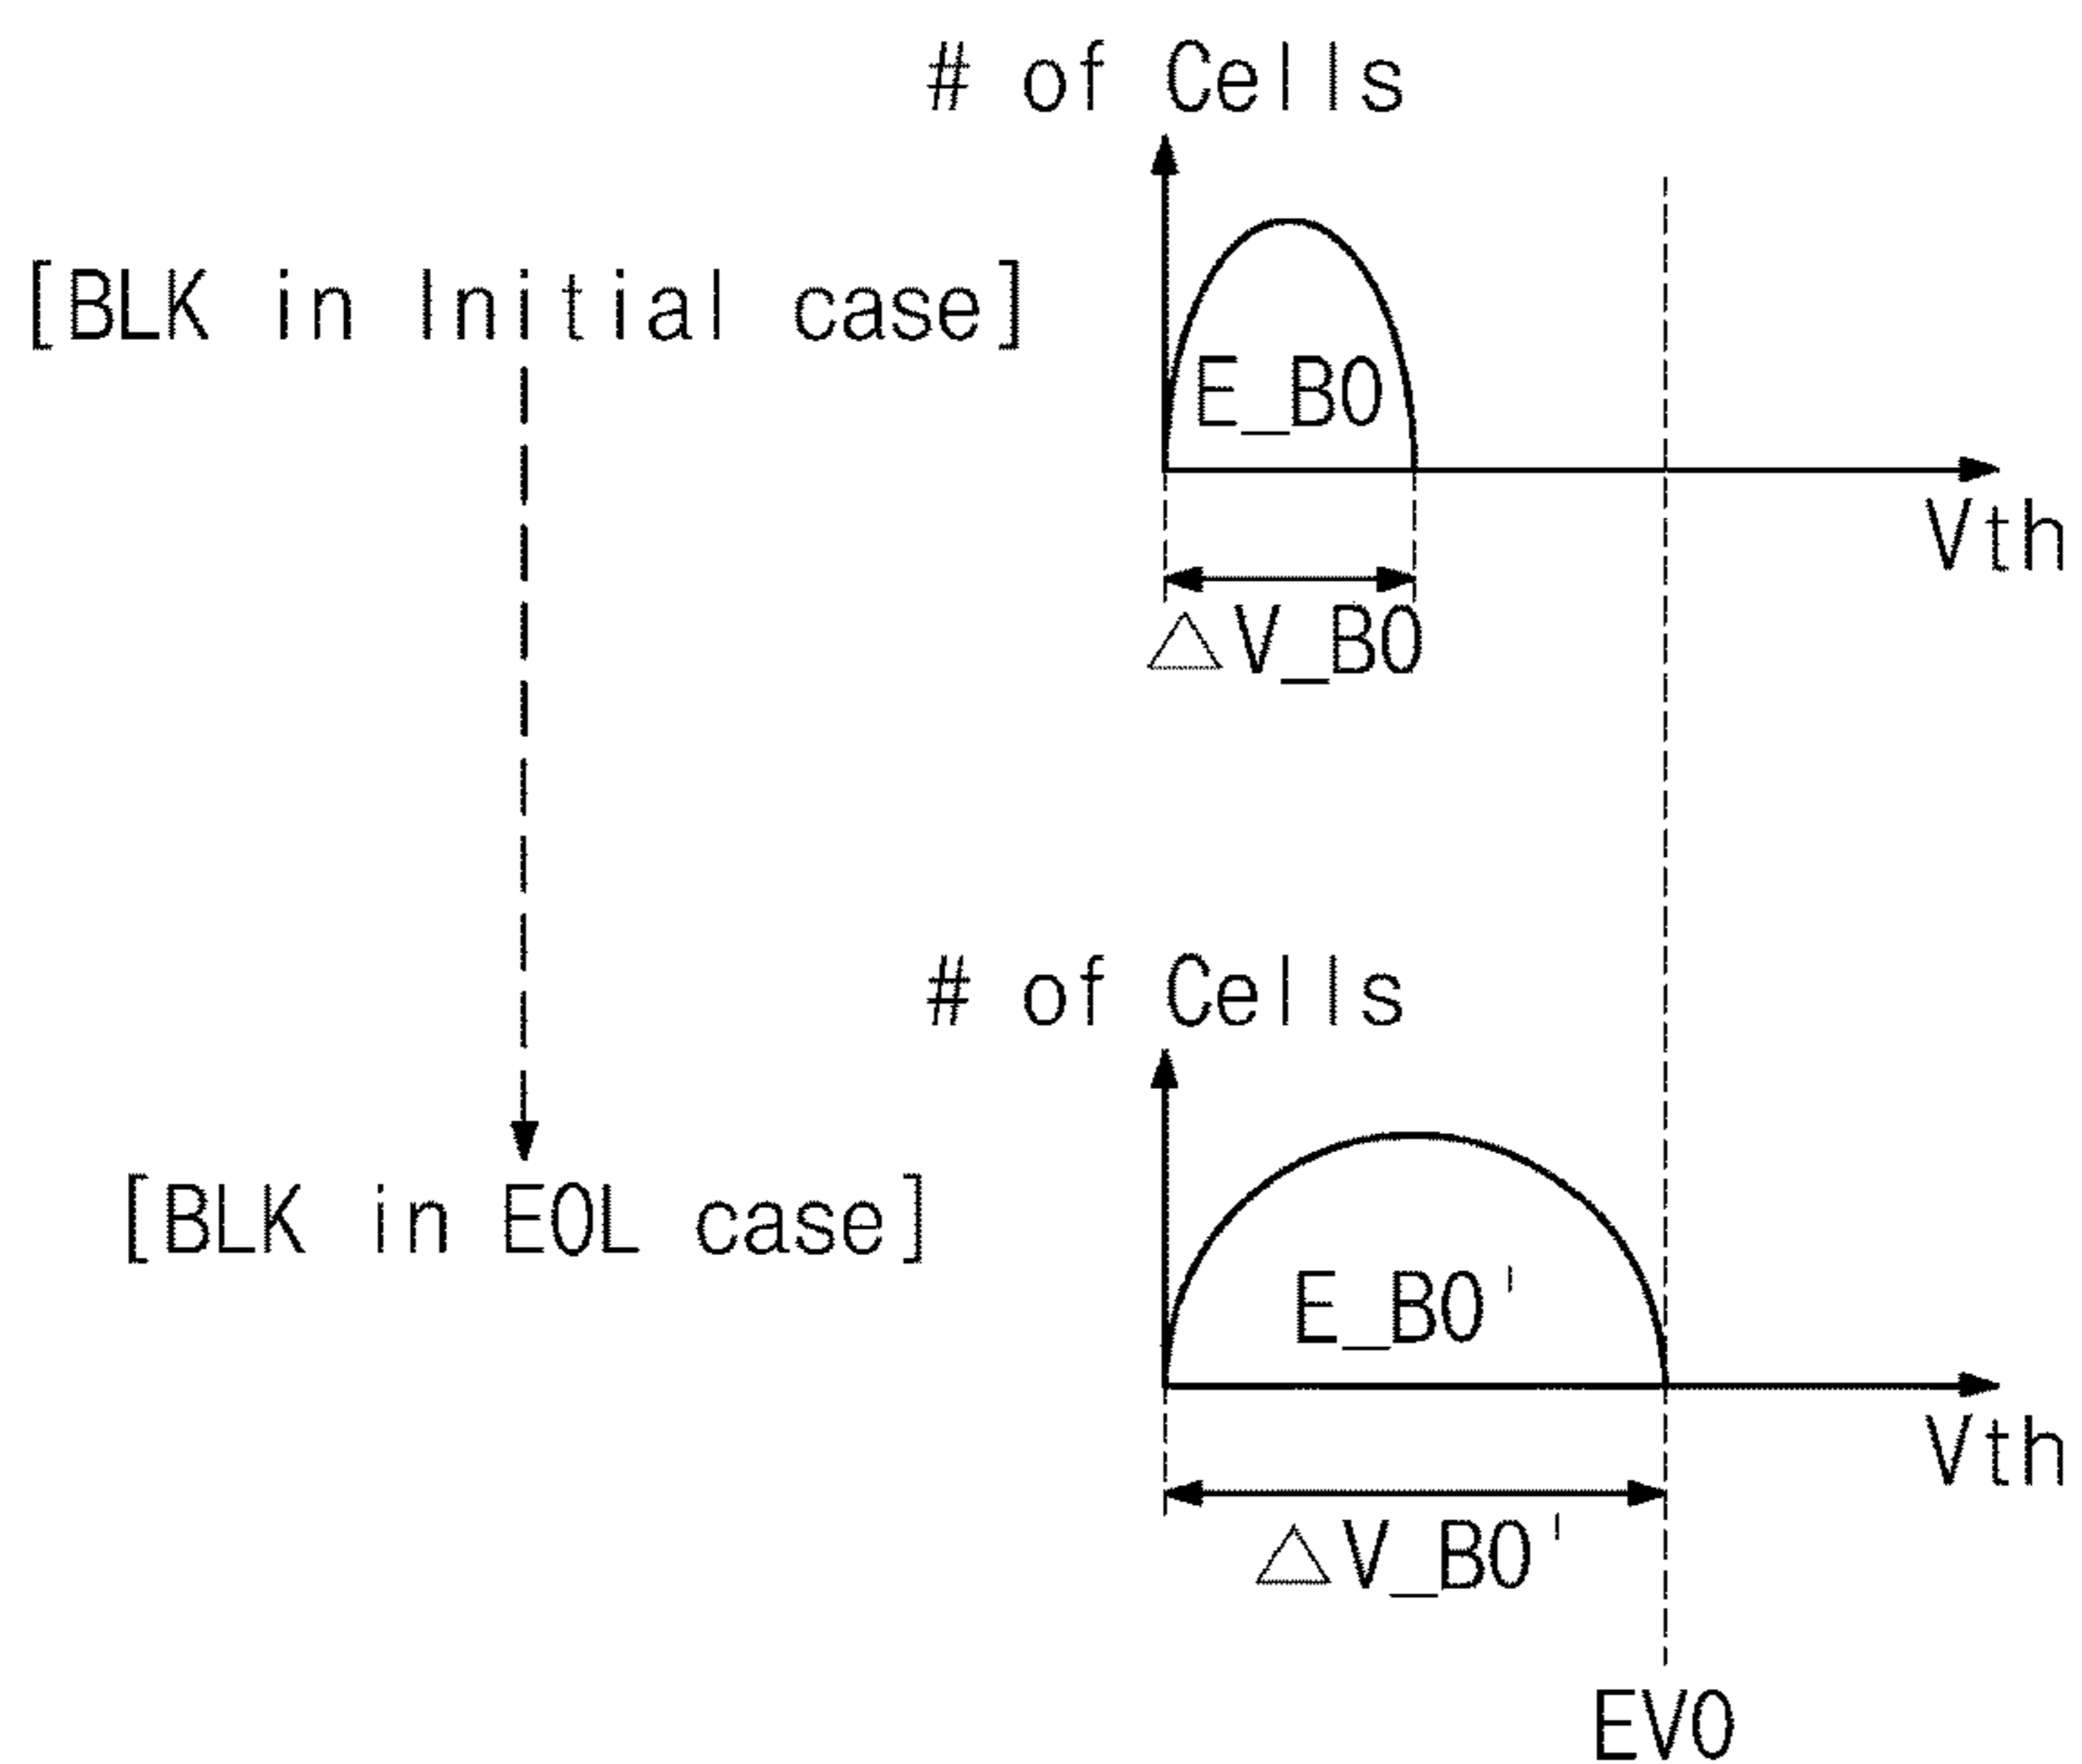 # of Cells
[BLK in Initial case]
E_B0
Vth
△V_B0
# of Cells
[BLK in EOL case]
E_B0'
Vth
△V_B0'
EV0